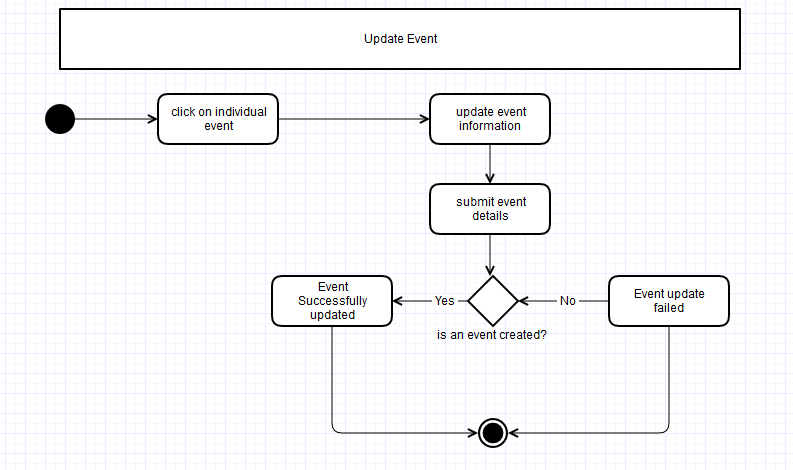 Update Event
click on individual
event
update event
information
submit event
details
Event
Successfully
updated
Yes
No
Event update
failed
is an event created?